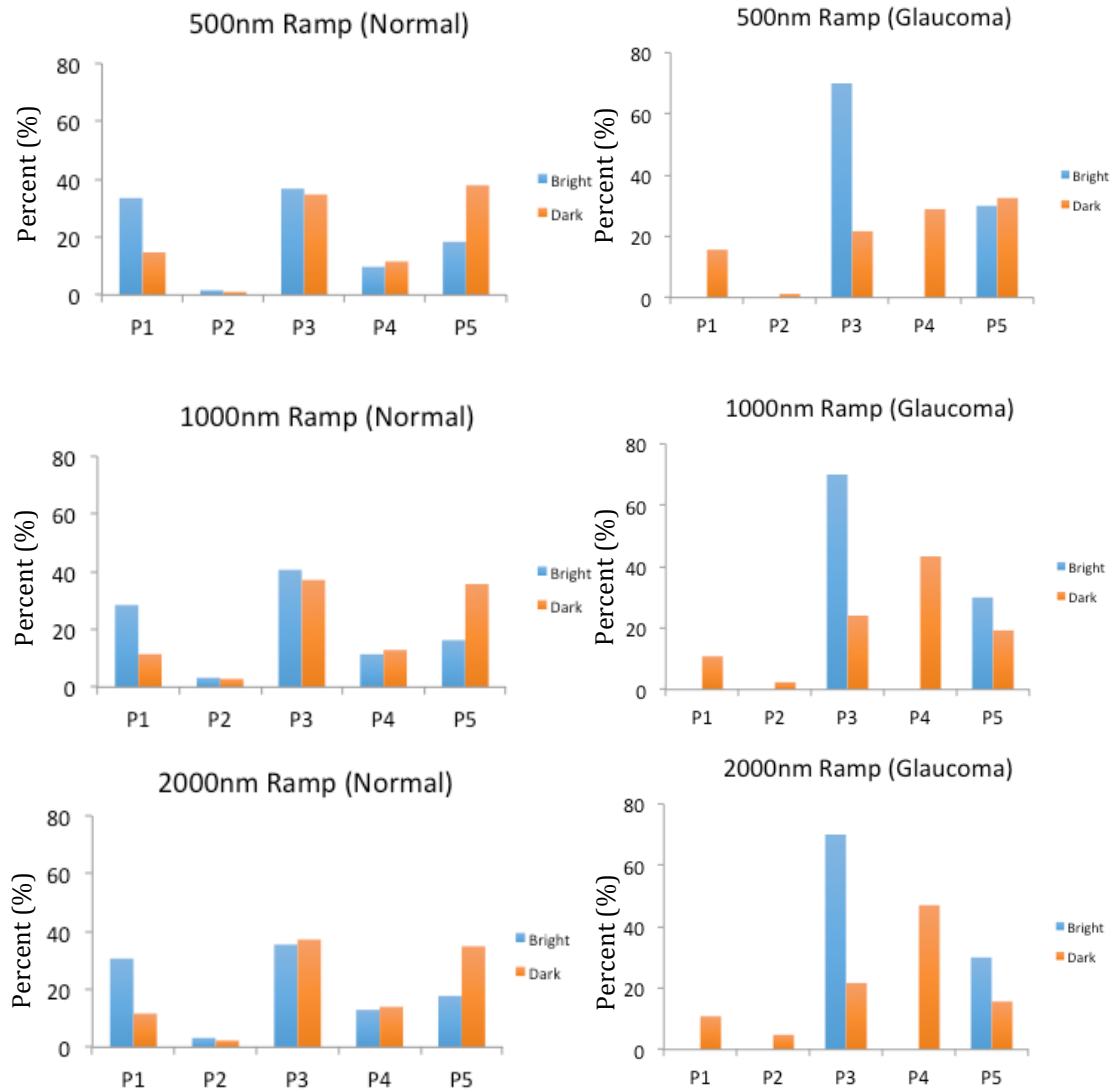 500nm Ramp (Normal)
Percent (%)
80
60
40
20
0
P1 P2 P3 P4 P5
Bright
Dark
500nm Ramp (Glaucoma)
Percent (%)
80
60
40
20
0
P1 P2 P3 P4 P5
Bright
Dark
1000nm Ramp (Normal)
Percent (%)
80
60
40
20
0
P1 P2 P3 P4 P5
Bright
Dark
1000nm Ramp (Glaucoma)
Percent (%)
80
60
40
20
0
P1 P2 P3 P4 P5
Bright
Dark
2000nm Ramp (Normal)
Percent (%)
80
60
40
20
0
P1 P2 P3 P4 P5
Bright
Dark
2000nm Ramp (Glaucoma)
Percent (%)
80
60
40
20
0
P1 P2 P3 P4 P5
Bright
Dark